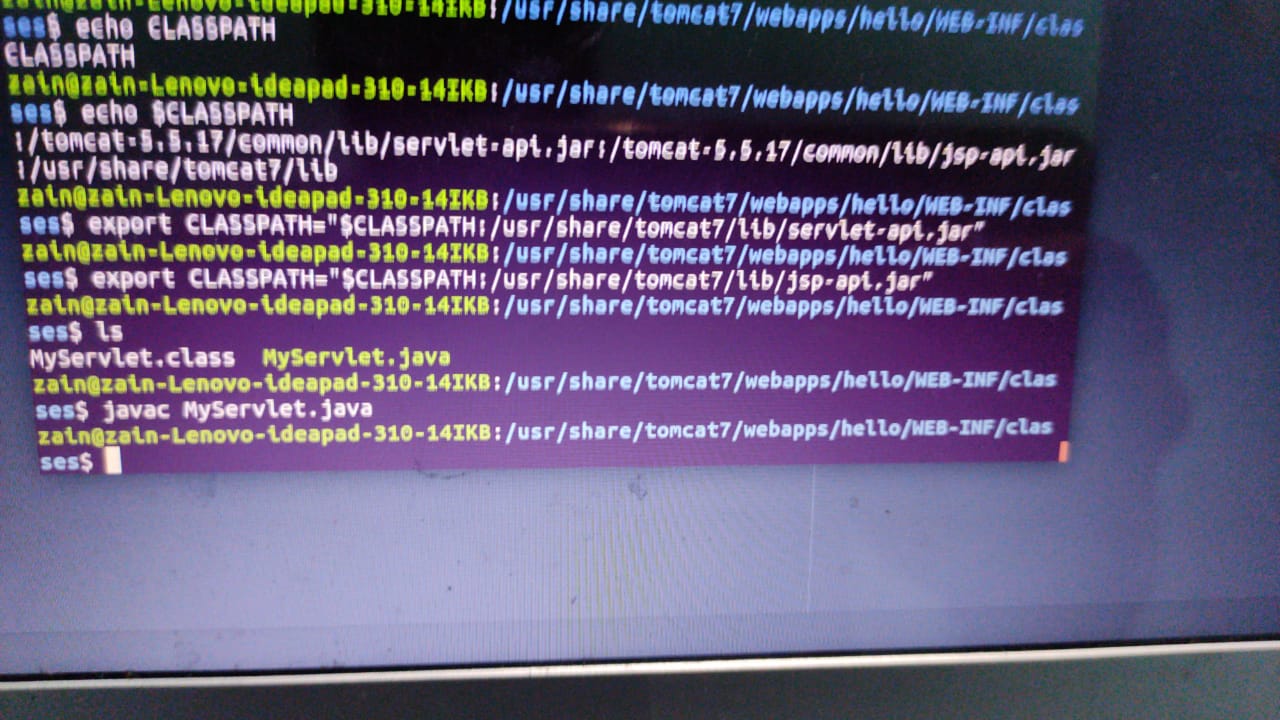 zain@zain-Lenovo-ideapad-310-14IKB:/usr/share/tomcat7/webapps/hello/WEB-INF/clas
ses$ echo CLASSPATH
CLASSPATH
zain@zain-Lenovo-ideapad-310-14IKB:/usr/share/tomcat7/webapps/hello/WEB-INF/clas
ses$ echo $CLASSPATH
:/tomcat-5.5.17/common/lib/servlet-api.jar:/tomcat-5.5.17/common/lib/jsp-api.jar
:/usr/share/tomcat7/lib
zain@zain-Lenovo-ideapad-310-14IKB:/usr/share/tomcat7/webapps/hello/WEB-INF/clas
ses$ export CLASSPATH="$CLASSPATH:/usr/share/tomcat7/lib/servlet-api.jar"
zain@zain-Lenovo-ideapad-310-14IKB:/usr/share/tomcat7/webapps/hello/WEB-INF/clas
ses$ export CLASSPATH="$CLASSPATH:/usr/share/tomcat7/lib/jsp-api.jar"
zain@zain-Lenovo-ideapad-310-14IKB:/usr/share/tomcat7/webapps/hello/WEB-INF/clas
ses$ ls
MyServlet.class  MyServlet.java
zain@zain-Lenovo-ideapad-310-14IKB:/usr/share/tomcat7/webapps/hello/WEB-INF/clas
ses$ javac MyServlet.java
zain@zain-Lenovo-ideapad-310-14IKB:/usr/share/tomcat7/webapps/hello/WEB-INF/clas
ses$